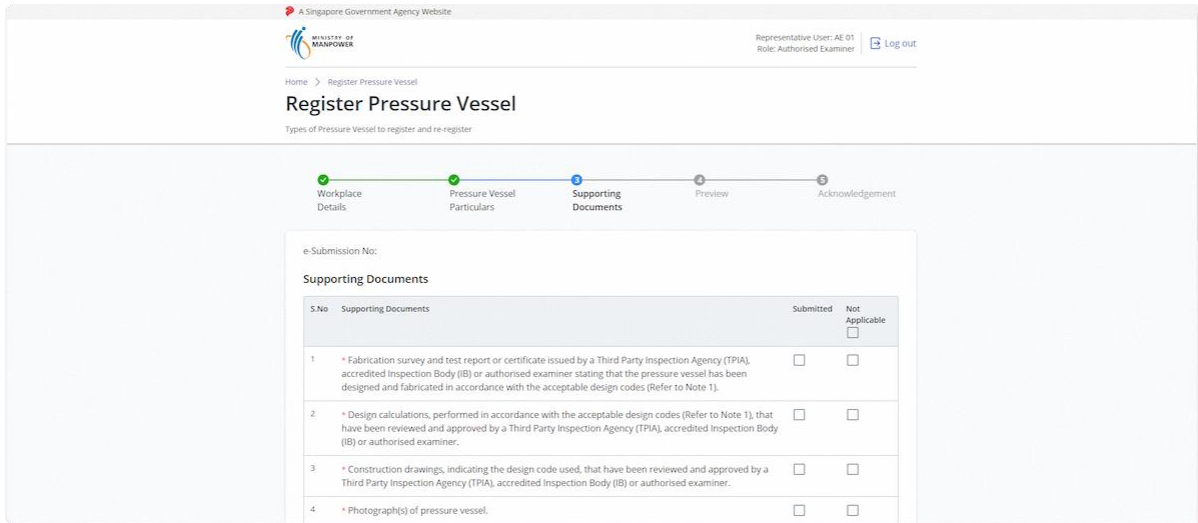 A Singapore Government Agency Website
MINISTRY OF
MANPOWER
Representative User: AE 01
Role: Authorised Examiner
Log out
Home > Register Pressure Vessel
Register Pressure Vessel
Types of Pressure Vessel to register and re-register
3 4 5
Workplace Details
Pressure Vessel Particulars
Supporting Documents
Preview
Acknowledgement
e-Submission No:
Supporting Documents
S.No Supporting Documents Submitted Not Applicable
1 * Fabrication survey and test report or certificate issued by a Third Party Inspection Agency (TPIA),
accredited Inspection Body (IB) or authorised examiner stating that the pressure vessel has been
designed and fabricated in accordance with the acceptable design codes (Refer to Note 1).
2 * Design calculations, performed in accordance with the acceptable design codes (Refer to Note 1), that
have been reviewed and approved by a Third Party Inspection Agency (TPIA), accredited Inspection Body
(IB) or authorised examiner.
3 * Construction drawings, indicating the design code used, that have been reviewed and approved by a
Third Party Inspection Agency (TPIA), accredited Inspection Body (IB) or authorised examiner.
4 * Photograph(s) of pressure vessel.